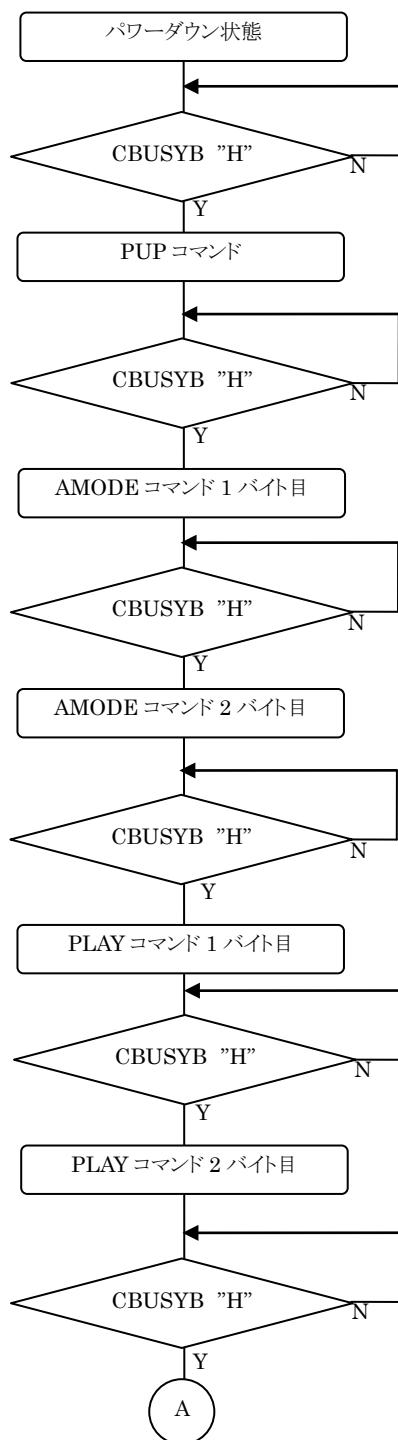 パワーダウン状態
CBUSYB "H"
N
Y
PUP コマンド
CBUSYB "H"
N
Y
AMODE コマンド 1 バイト目
CBUSYB "H"
N
Y
AMODE コマンド 2 バイト目
CBUSYB "H"
N
Y
PLAY コマンド 1 バイト目
CBUSYB "H"
N
Y
PLAY コマンド 2 バイト目
CBUSYB "H"
N
Y
A